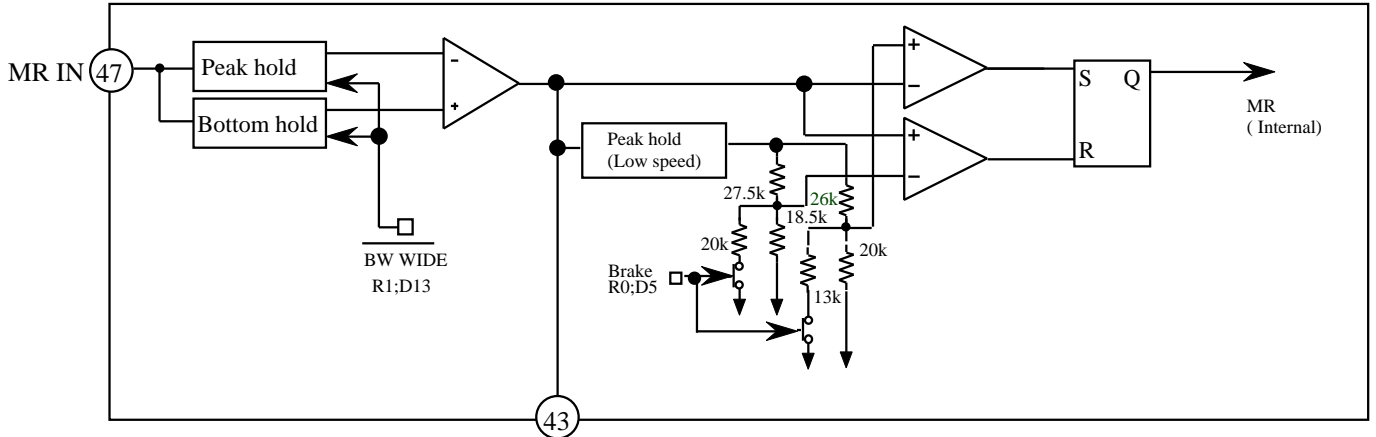 MR IN
47
Peak hold
Bottom hold
-
+
BW WIDE
R1;D13
43
Peak hold
(Low speed)
27.5k
18.5k
26k
20k
20k
13k
Brake
R0;D5
+
−
+
−
S Q
R
MR
( Internal)